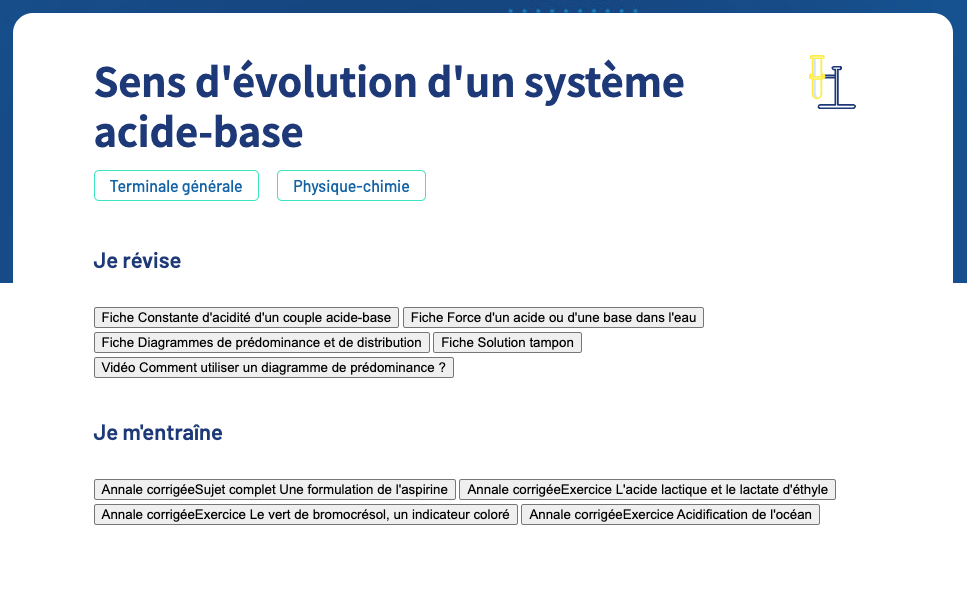 Sens d'évolution d'un système
acide-base
Terminale générale Physique-chimie
Je révise
Fiche Constante d'acidité d'un couple acide-base Fiche Force d'un acide ou d'une base dans l'eau
Fiche Diagrammes de prédominance et de distribution Fiche Solution tampon
Vidéo Comment utiliser un diagramme de prédominance ?
Je m'entraîne
Annale corrigéeSujet complet Une formulation de l'aspirine Annale corrigéeExercice L'acide lactique et le lactate d'éthyle
Annale corrigéeExercice Le vert de bromocrésol, un indicateur coloré Annale corrigéeExercice Acidification de l'océan